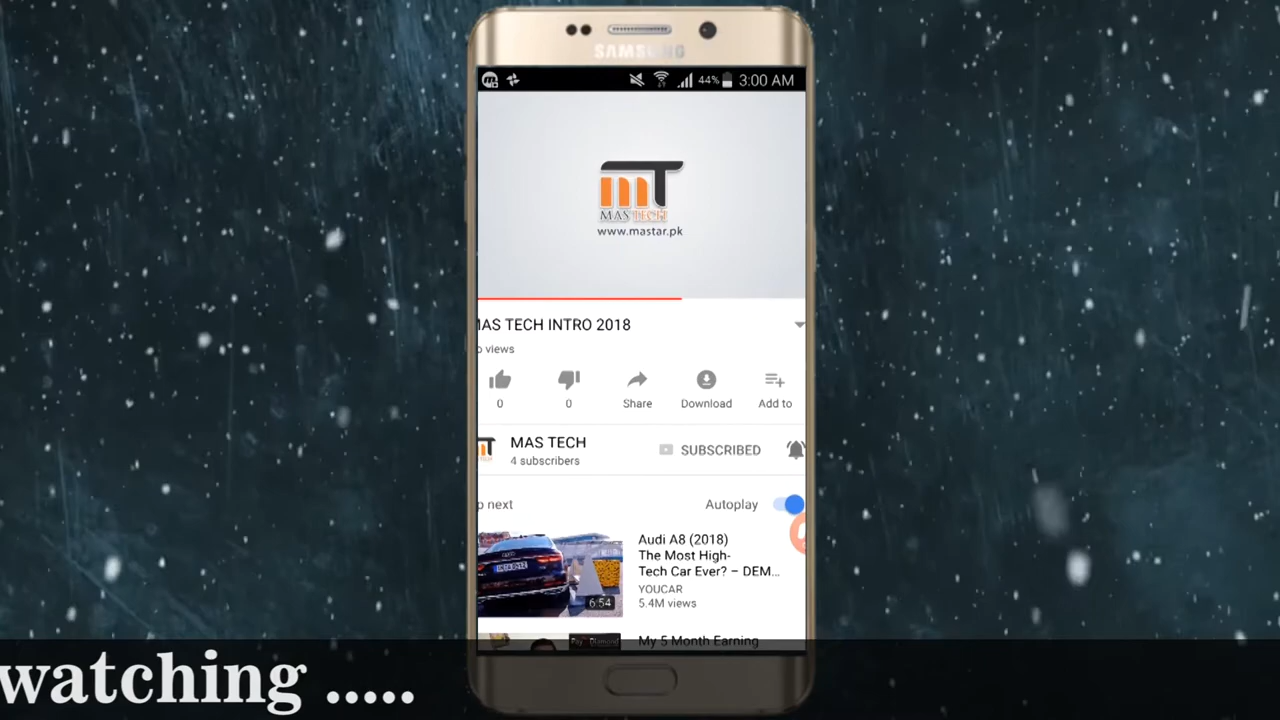 SAMSUNG
44% 3:00 AM
mT
MAS TECH
www.mastar.pk
MAS TECH INTRO 2018
o views
0
0
Share
Download
Add to
MAS TECH
4 subscribers
SUBSCRIBED
p next
Autoplay
Audi A8 (2018)
The Most High-
Tech Car Ever? – DEM...
YOUCAR
5.4M views
6:54
My 5 Month Earning
watching .....